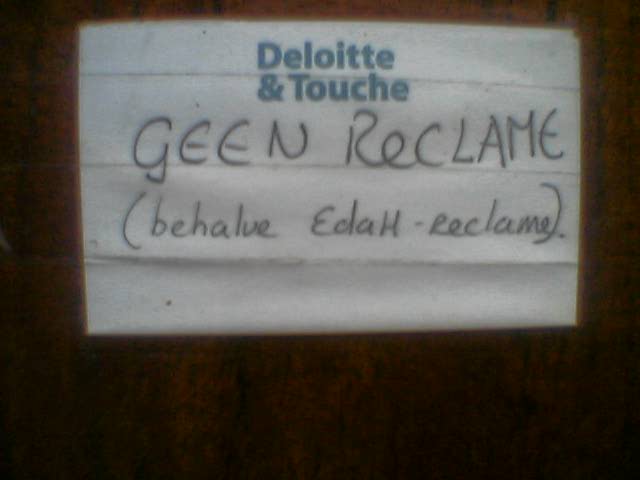 Deloitte
& Touche
GEEN ReCLAME
(behalve EdaH-reclame).